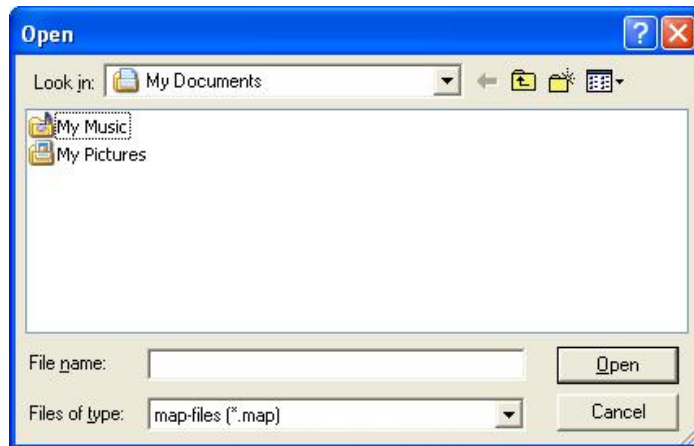 Open
Look in: My Documents
My Music
My Pictures
File name:
Open
Files of type: map-files (*.map)
Cancel